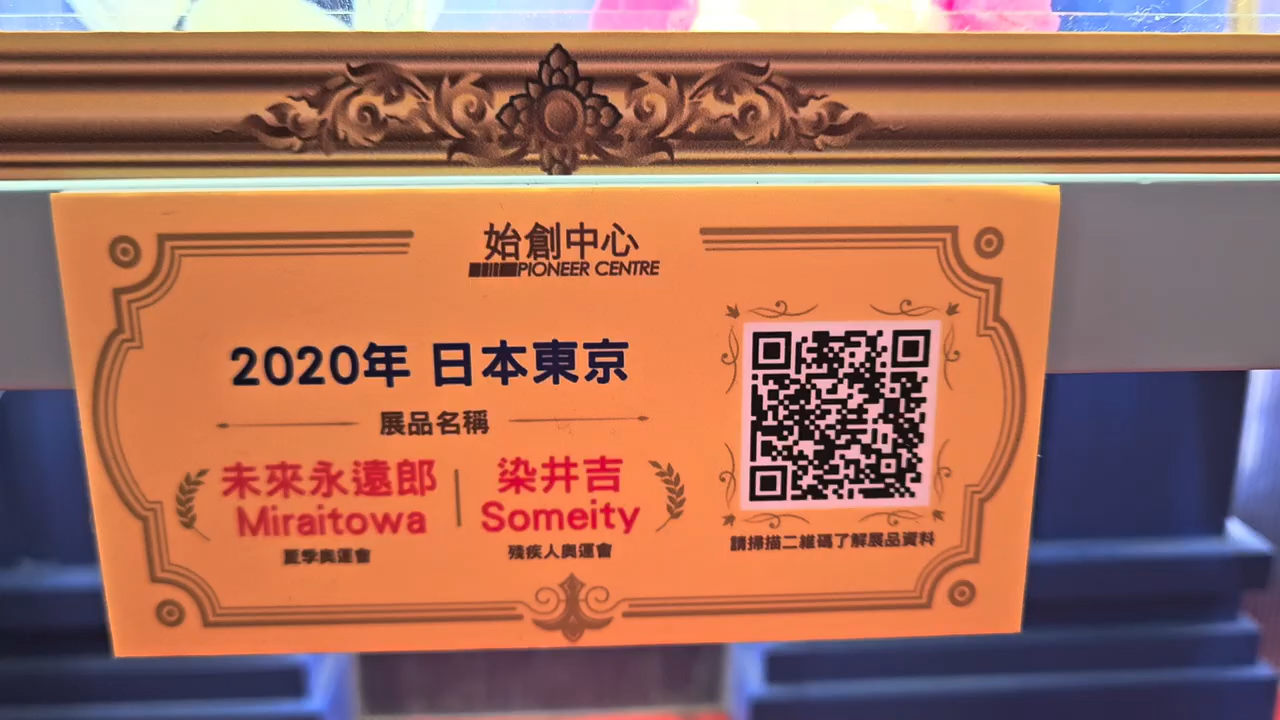 始創中心
PIONEER CENTRE
2020年 日本東京
展品名稱
未來永遠郎
Miraitowa
夏季奧運會
染井吉
Someity
殘疾人奧運會
請掃描二維碼了解展品資料